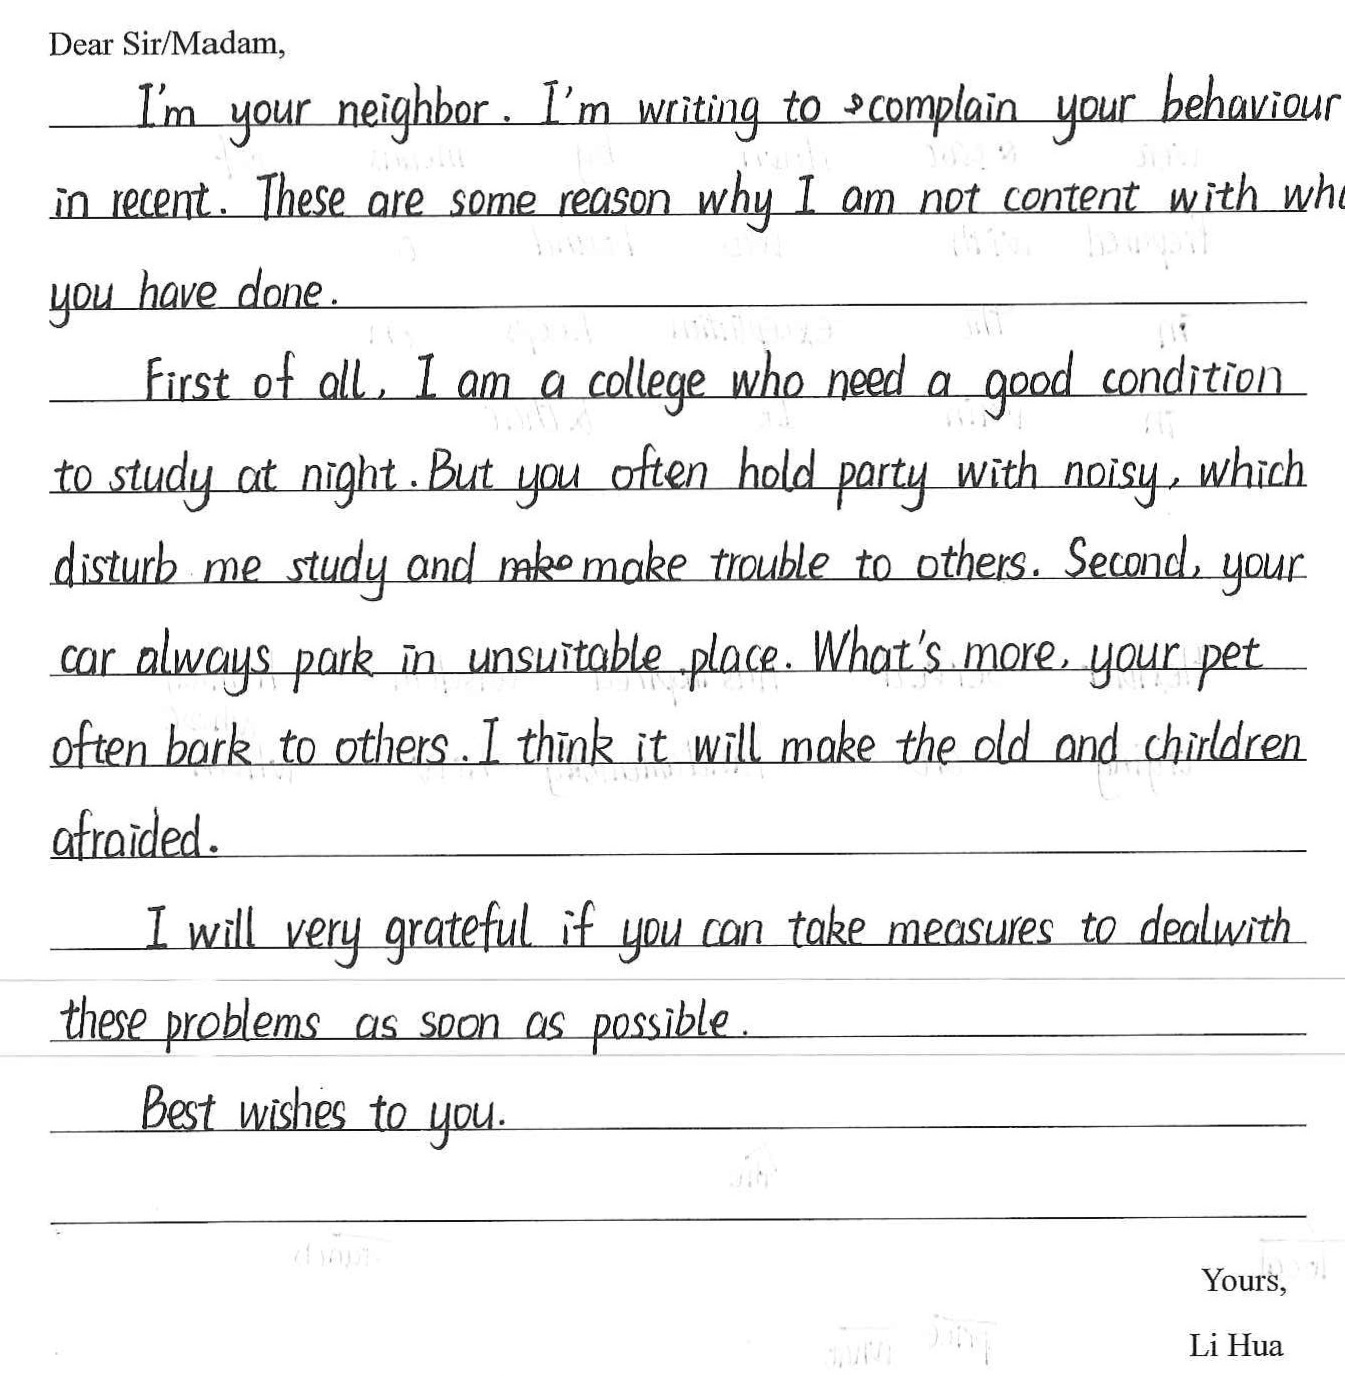 Dear Sir/Madam,
I'm your neighbor. I'm writing to complain your behaviour
in recent. These are some reason why I am not content with
you have done.
First of all, I am a college who need a good condition
to study at night. But you often hold party with noisy, which
disturb me study and make trouble to others. Second, your
car always park in unsuitable place. What's more, your pet
often bark to others. I think it will make the old and chirldren
afraided.
I will very grateful if you can take measures to dealwith
these problems as soon as possible.
Best wishes to you.
Yours,
Li Hua